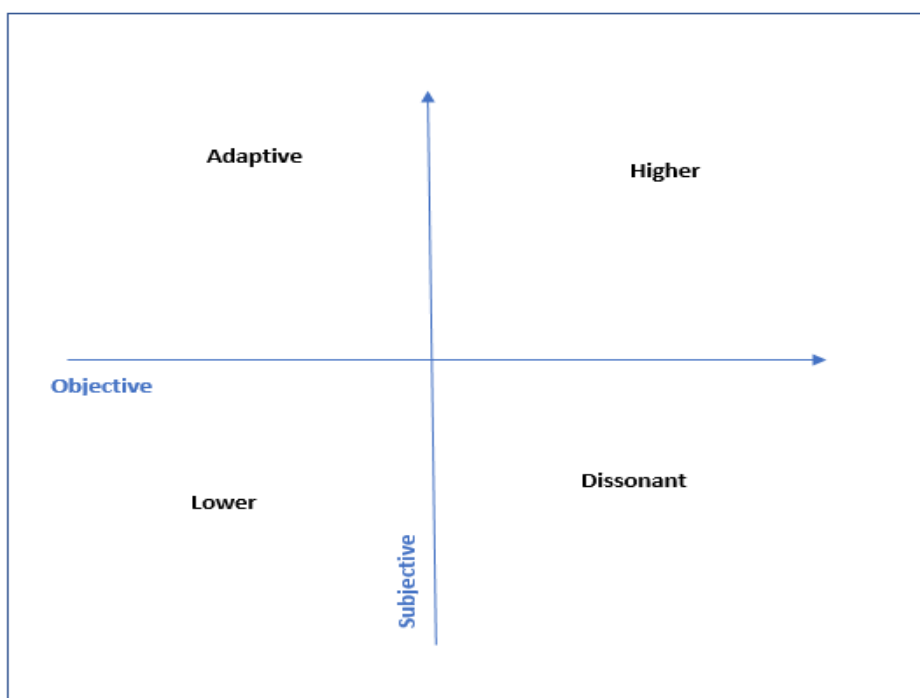 Adaptive
Higher
Objective
Lower
Dissonant
Subjective